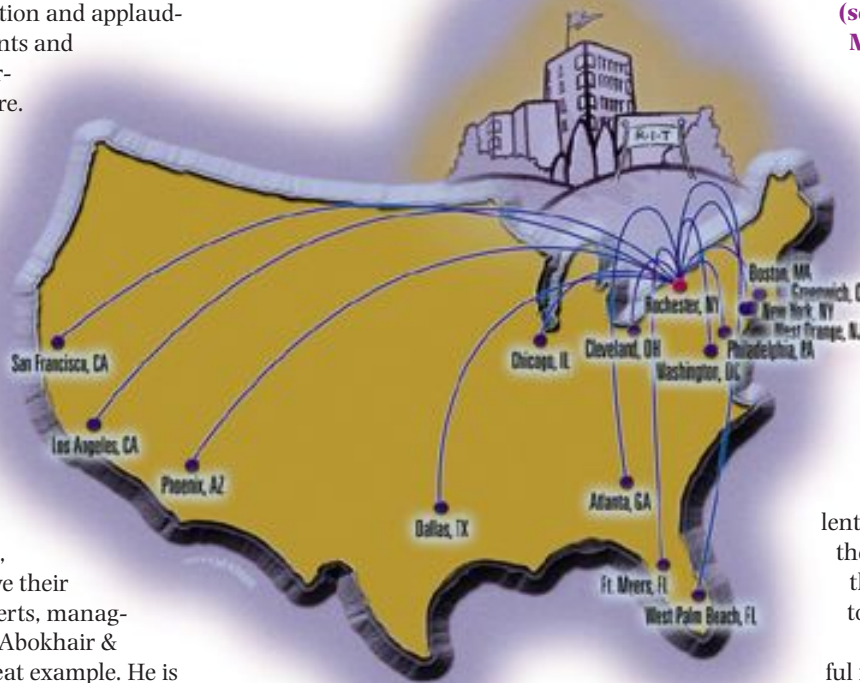 tion and applaud-
nts and
r-
re.
(s
M
R·I·T
Boston, MA
Greenwich, C
Rochester, NY
New York, NY
West Orange, NJ
San Francisco, CA
Chicago, IL
Cleveland, OH
Philadelphia, PA
Washington, DC
Los Angeles, CA
Phoenix, AZ
Atlanta, GA
Dallas, TX
Ft. Myers, FL
West Palm Beach, FL
,
ve their
erts, manag-
Abokhair &
eat example. He is
lent
the
th
to
ful